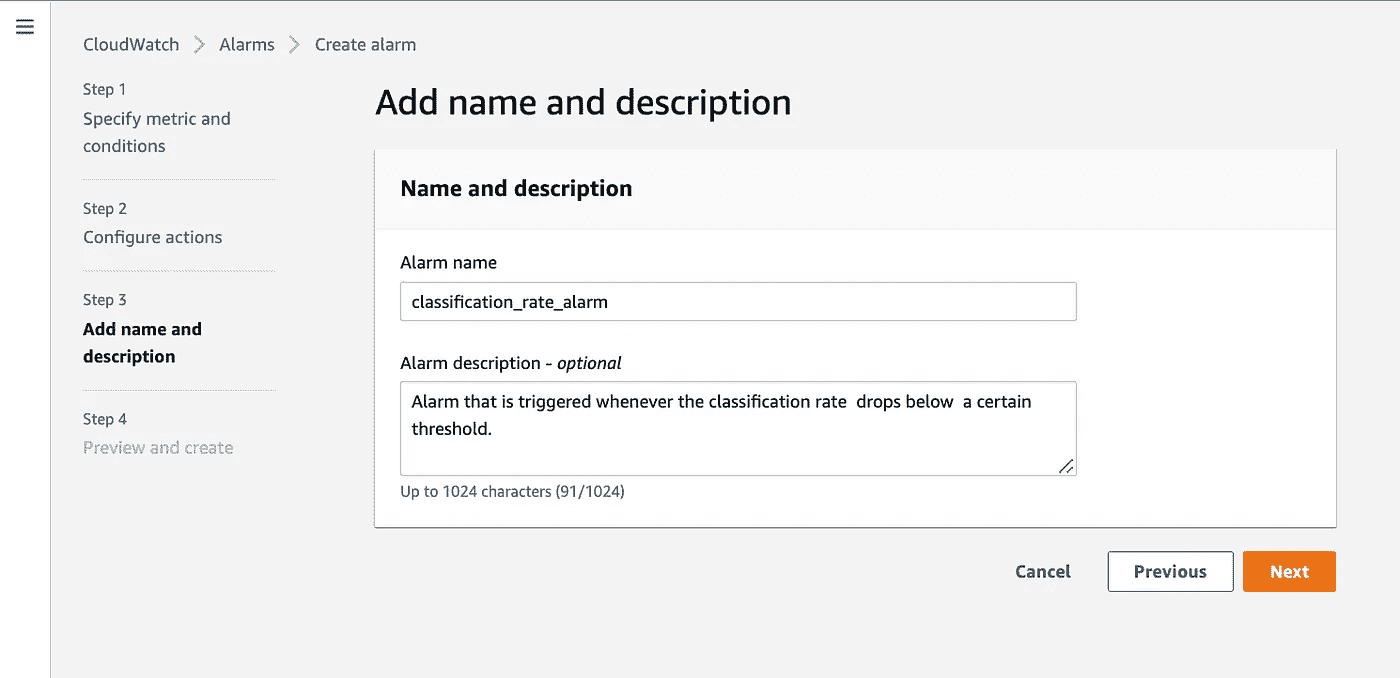 CloudWatch > Alarms > Create alarm
Step 1
Specify metric and
conditions
Step 2
Configure actions
Step 3
Add name and
description
Step 4
Preview and create
Add name and description
Name and description
Alarm name
classification_rate_alarm
Alarm description - optional
Alarm that is triggered whenever the classification rate  drops below  a certain
threshold.
Up to 1024 characters (91/1024)
Cancel
Previous
Next